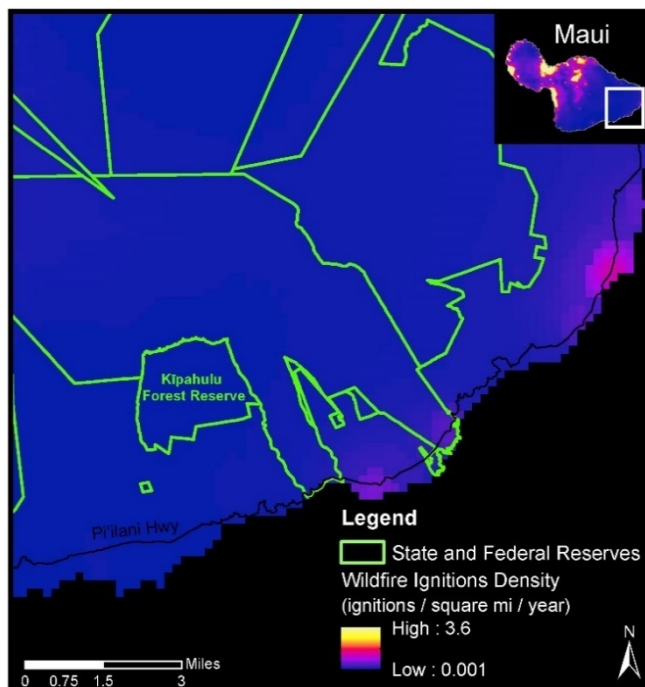 Maui
Kīpahulu
Forest Reserve
Pi'ilani Hwy
Legend
State and Federal Reserves
Wildfire Ignitions Density
(ignitions / square mi / year)
High : 3.6
Low : 0.001
N
Miles
0 0.75 1.5 3